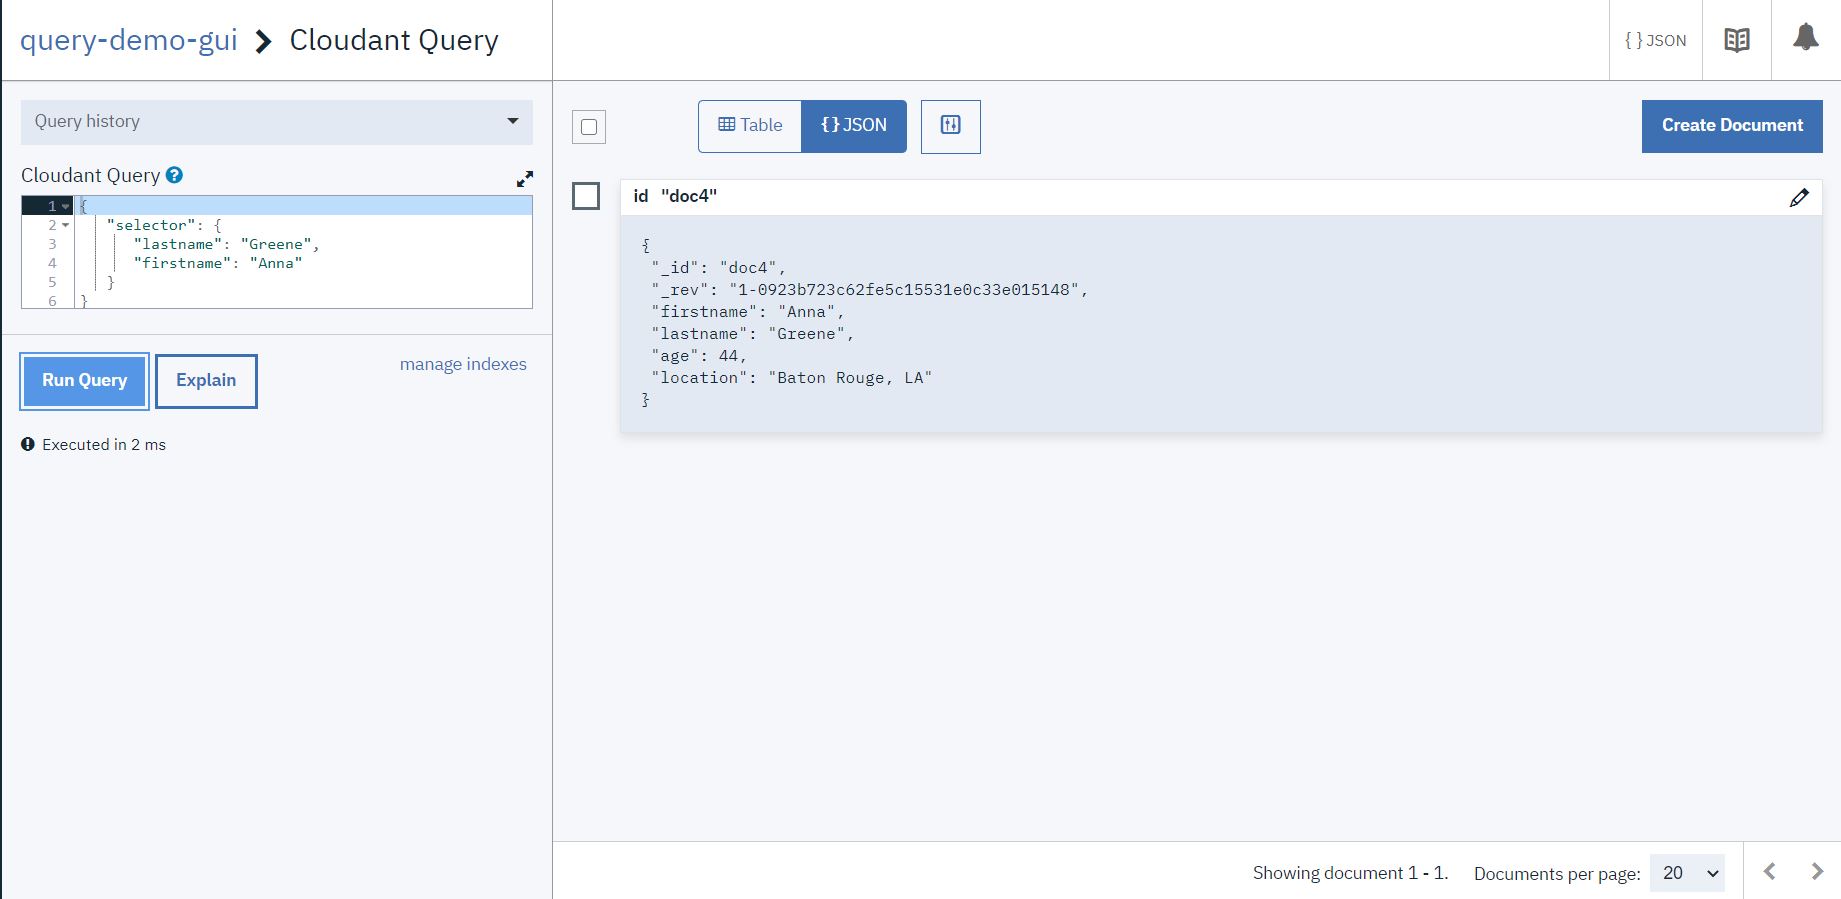 query-demo-gui > Cloudant Query
{ } JSON
Query history
Cloudant Query ?
1 {
2 "selector": {
3 "lastname": "Greene",
4 "firstname": "Anna"
5 }
6 }
Run Query
Explain
manage indexes
Executed in 2 ms
Table
{ } JSON
Create Document
id "doc4"
{
"_id": "doc4",
"_rev": "1-0923b723c62fe5c15531e0c33e015148",
"firstname": "Anna",
"lastname": "Greene",
"age": 44,
"location": "Baton Rouge, LA"
}
Showing document 1 - 1. Documents per page: 20